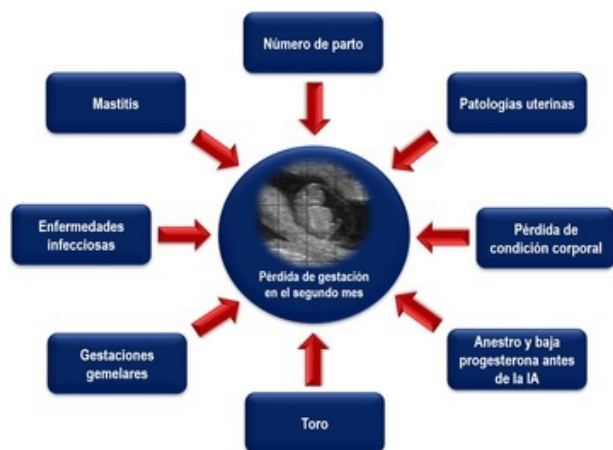 Número de parto
Mastitis
Patologías uterinas
Enfermedades
infecciosas
Pérdida de gestación
en el segundo mes
Pérdida de
condición corporal
Gestaciones
gemelares
Anestro y baja
progesterona antes
de la IA
Toro